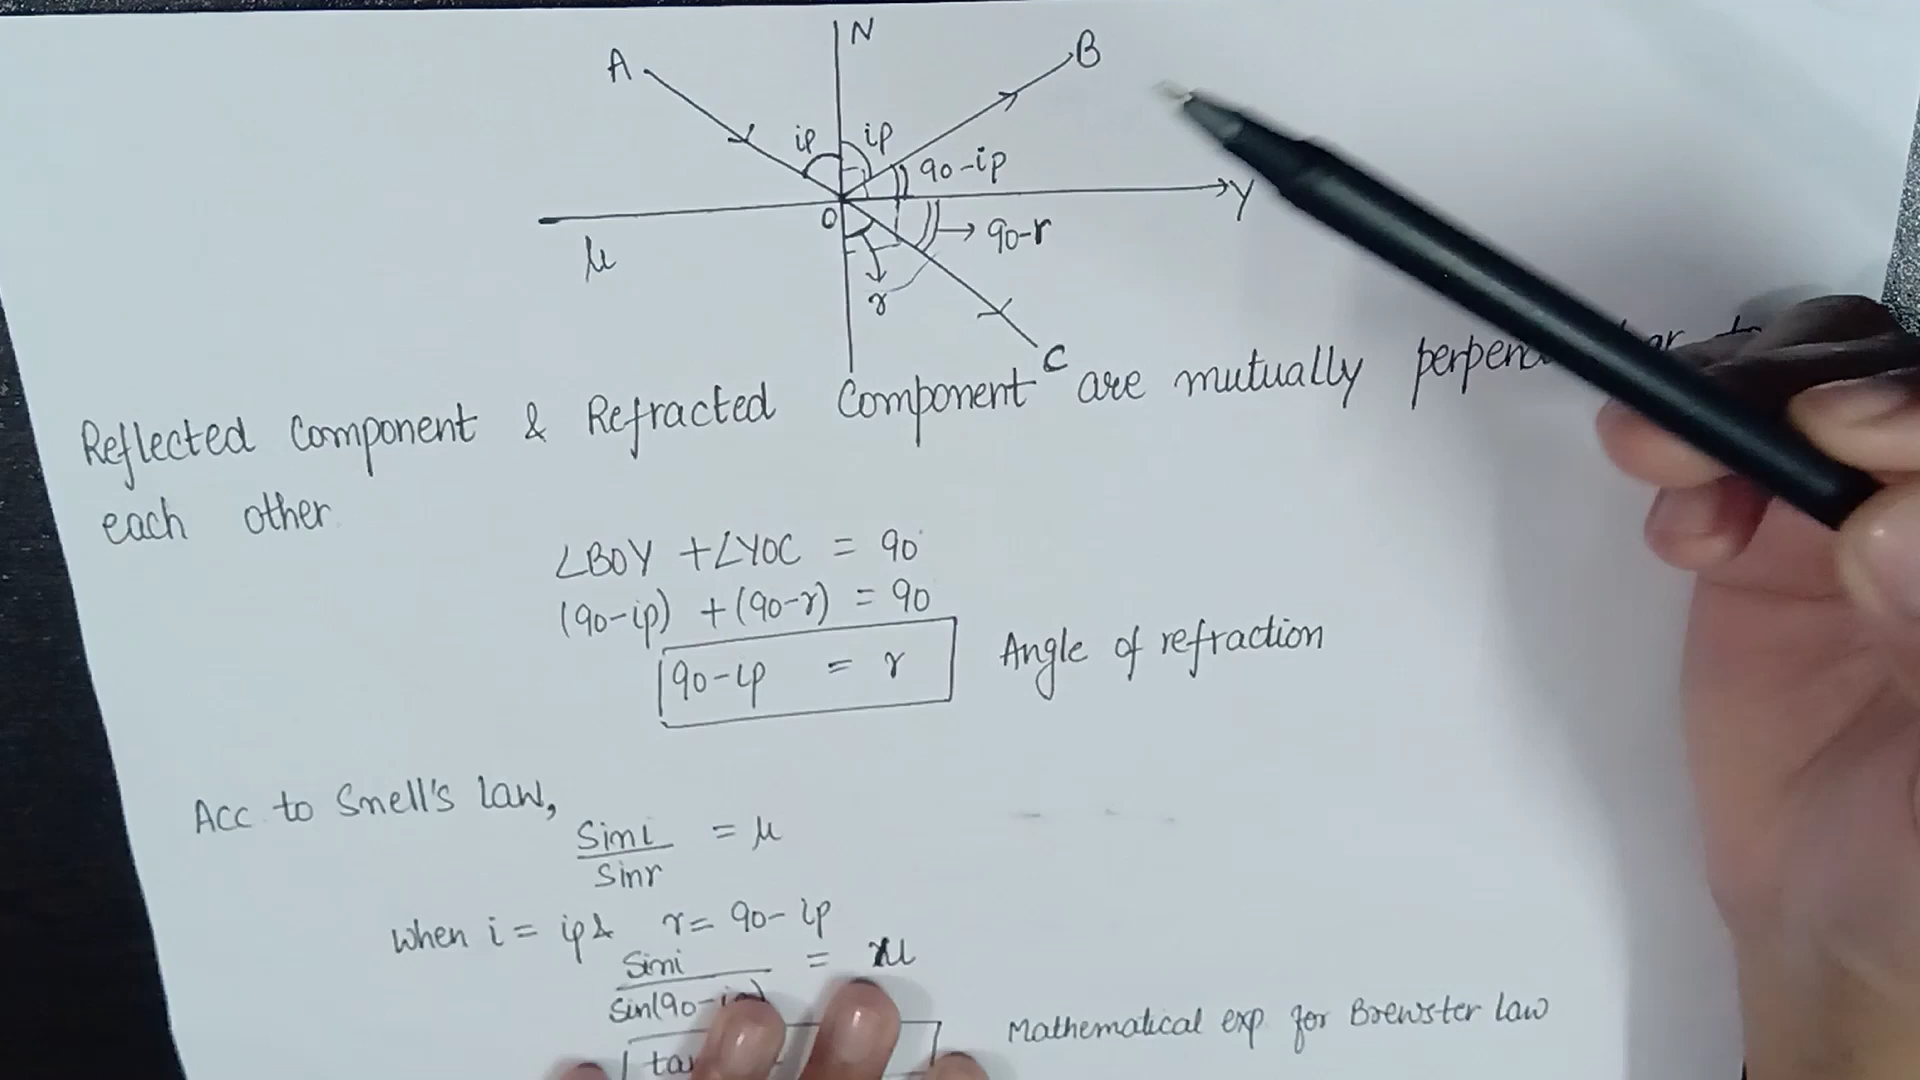 N
A
B
ip
ip
90-ip
O
Y
μ
90-r
r
C
Reflected Component & Refracted Component are mutually
each other
∠BOY + ∠YOC = 90°
(90-ip) + (90-r) = 90
90-ip = r Angle of refraction
Acc to Snell's law,
Sini
= μ
Sinr
when i = ip & r = 90-ip
Sini
= μ
Mathematical exp for Brewster law